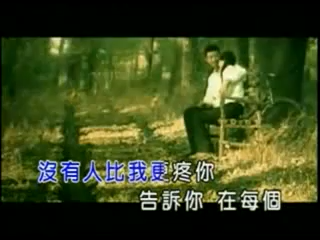 沒有人比我更疼你
告訴你 在每個